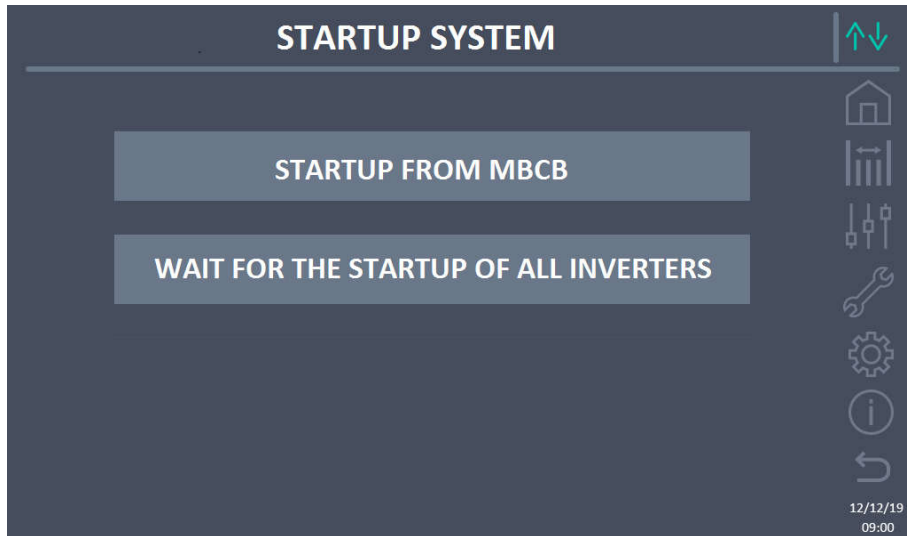 STARTUP SYSTEM
STARTUP FROM MBCB
WAIT FOR THE STARTUP OF ALL INVERTERS
12/12/19
09:00